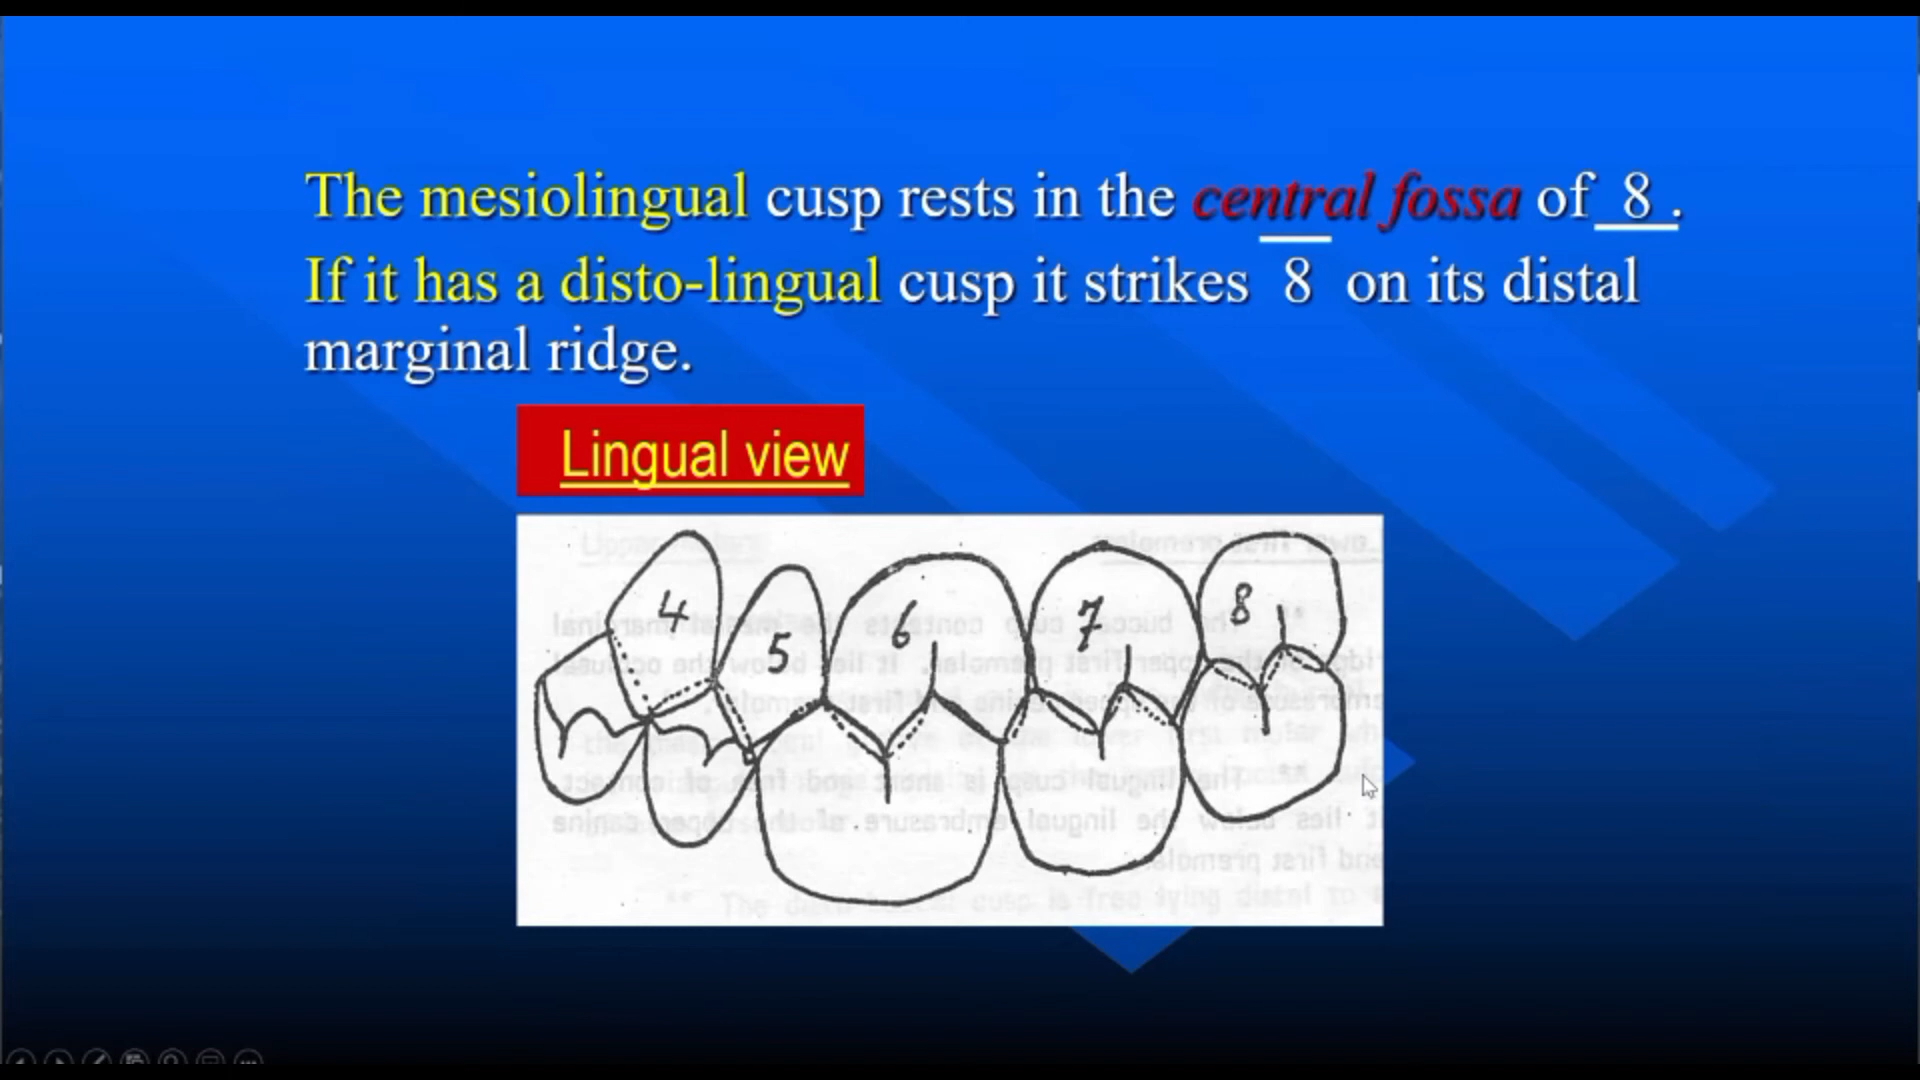 The mesiolingual cusp rests in the central fossa of 8 .
If it has a disto-lingual cusp it strikes 8 on its distal
marginal ridge.
Lingual view
4 5 6 7 8